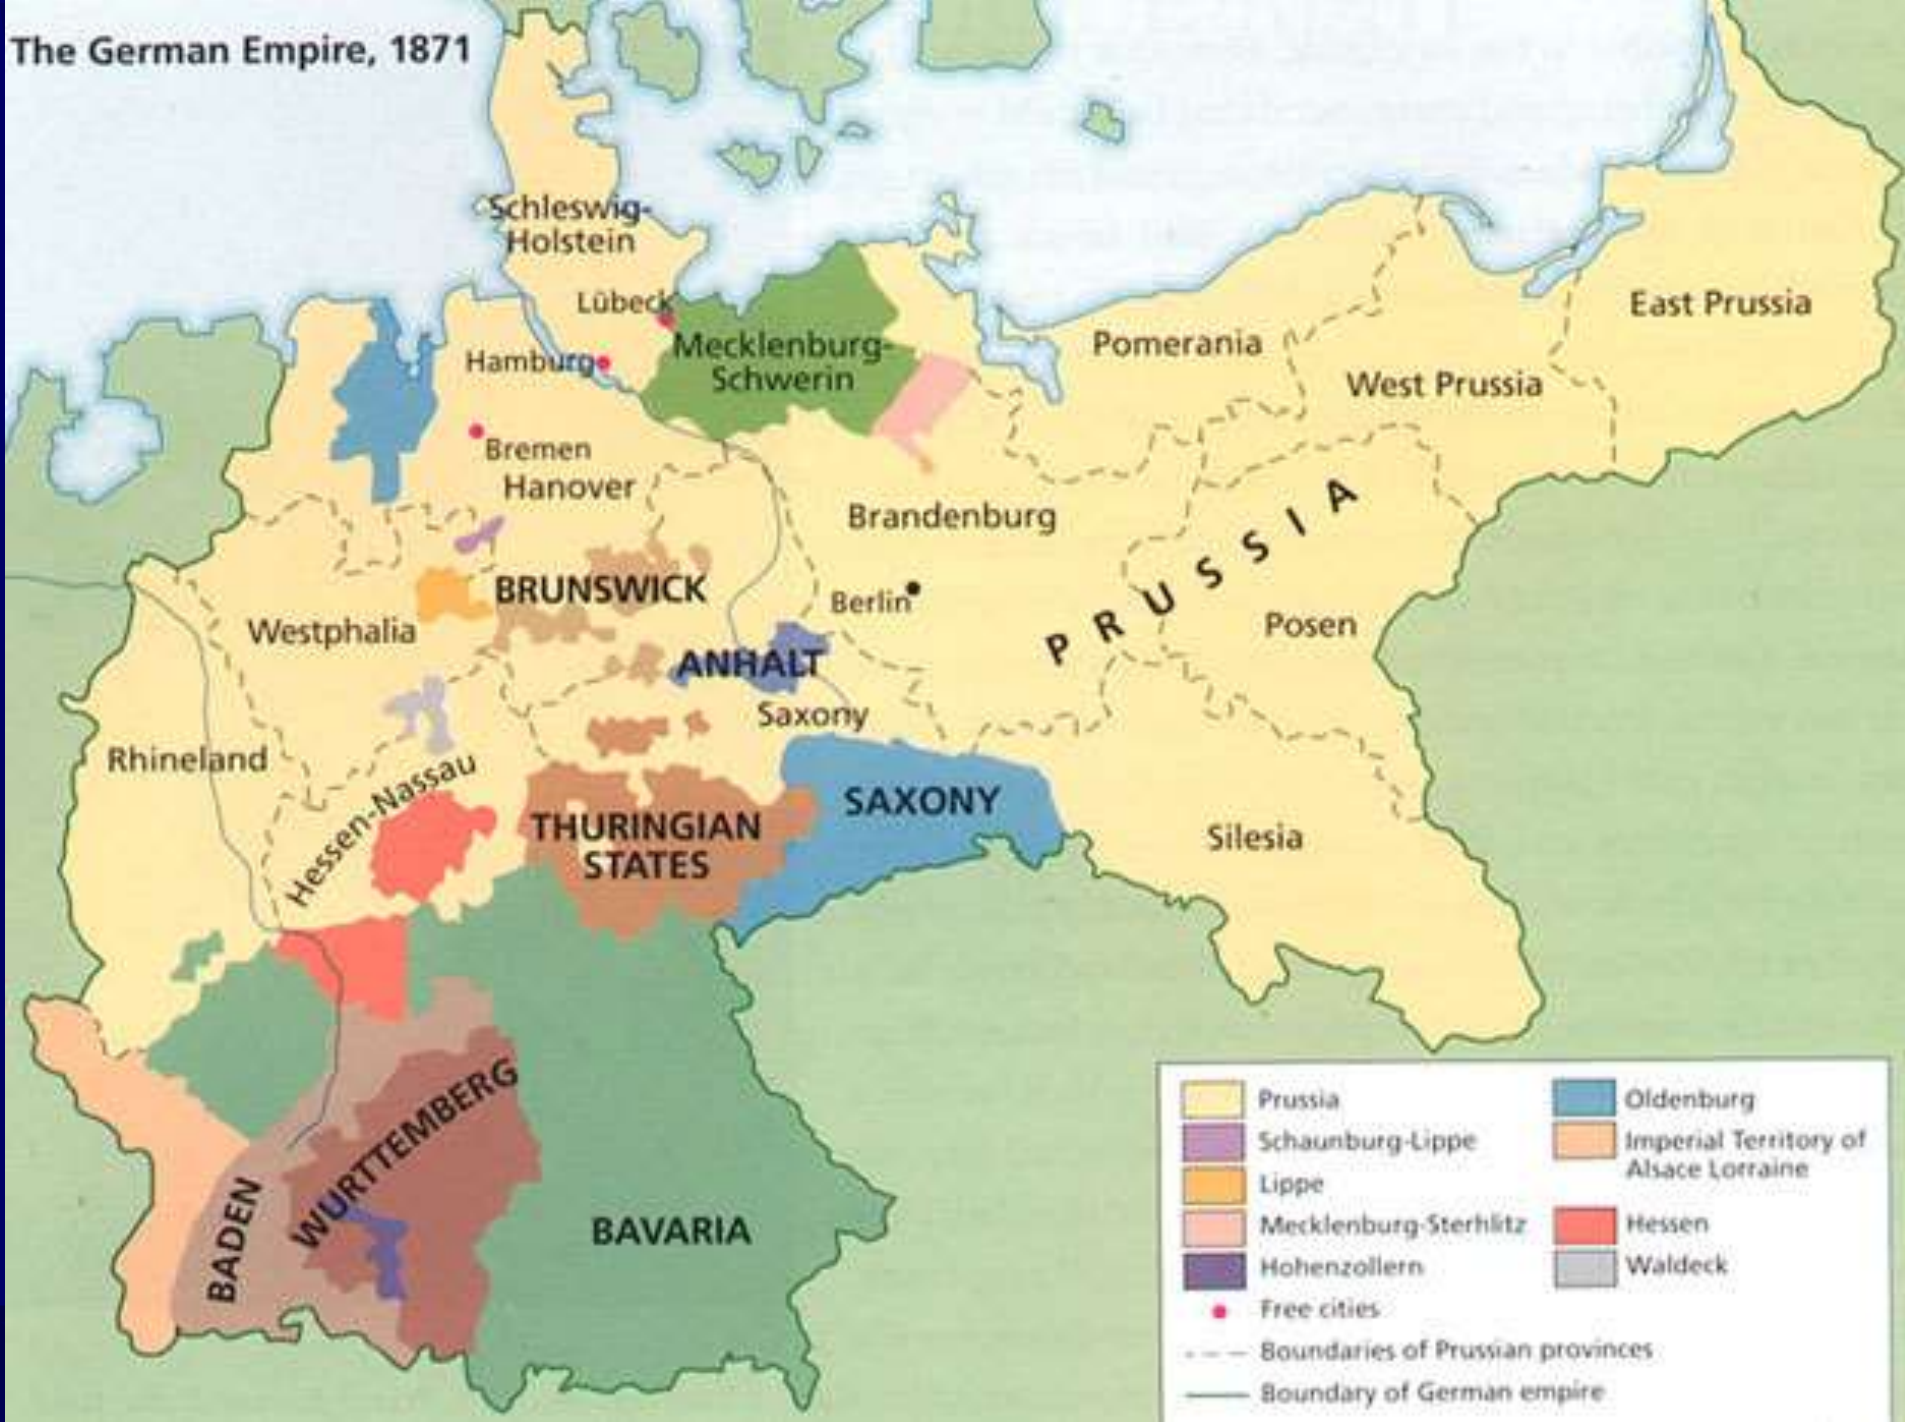 The German Empire, 1871
Schleswig-
Holstein
Lübeck
Mecklenburg-
Schwerin
Hamburg
Bremen
Hanover
Pomerania
East Prussia
West Prussia
Brandenburg
PRUSSIA
BRUNSWICK
Berlin
Westphalia
Posen
ANHALT
Saxony
Rhineland
Hessen-Nassau
THURINGIAN
STATES
SAXONY
Silesia
WURTTEMBERG
BADEN
BAVARIA
Prussia
Schaunburg-Lippe
Lippe
Mecklenburg-Sterhlitz
Hohenzollern
Free cities
Boundaries of Prussian provinces
Boundary of German empire
Oldenburg
Imperial Territory of
Alsace Lorraine
Hessen
Waldeck